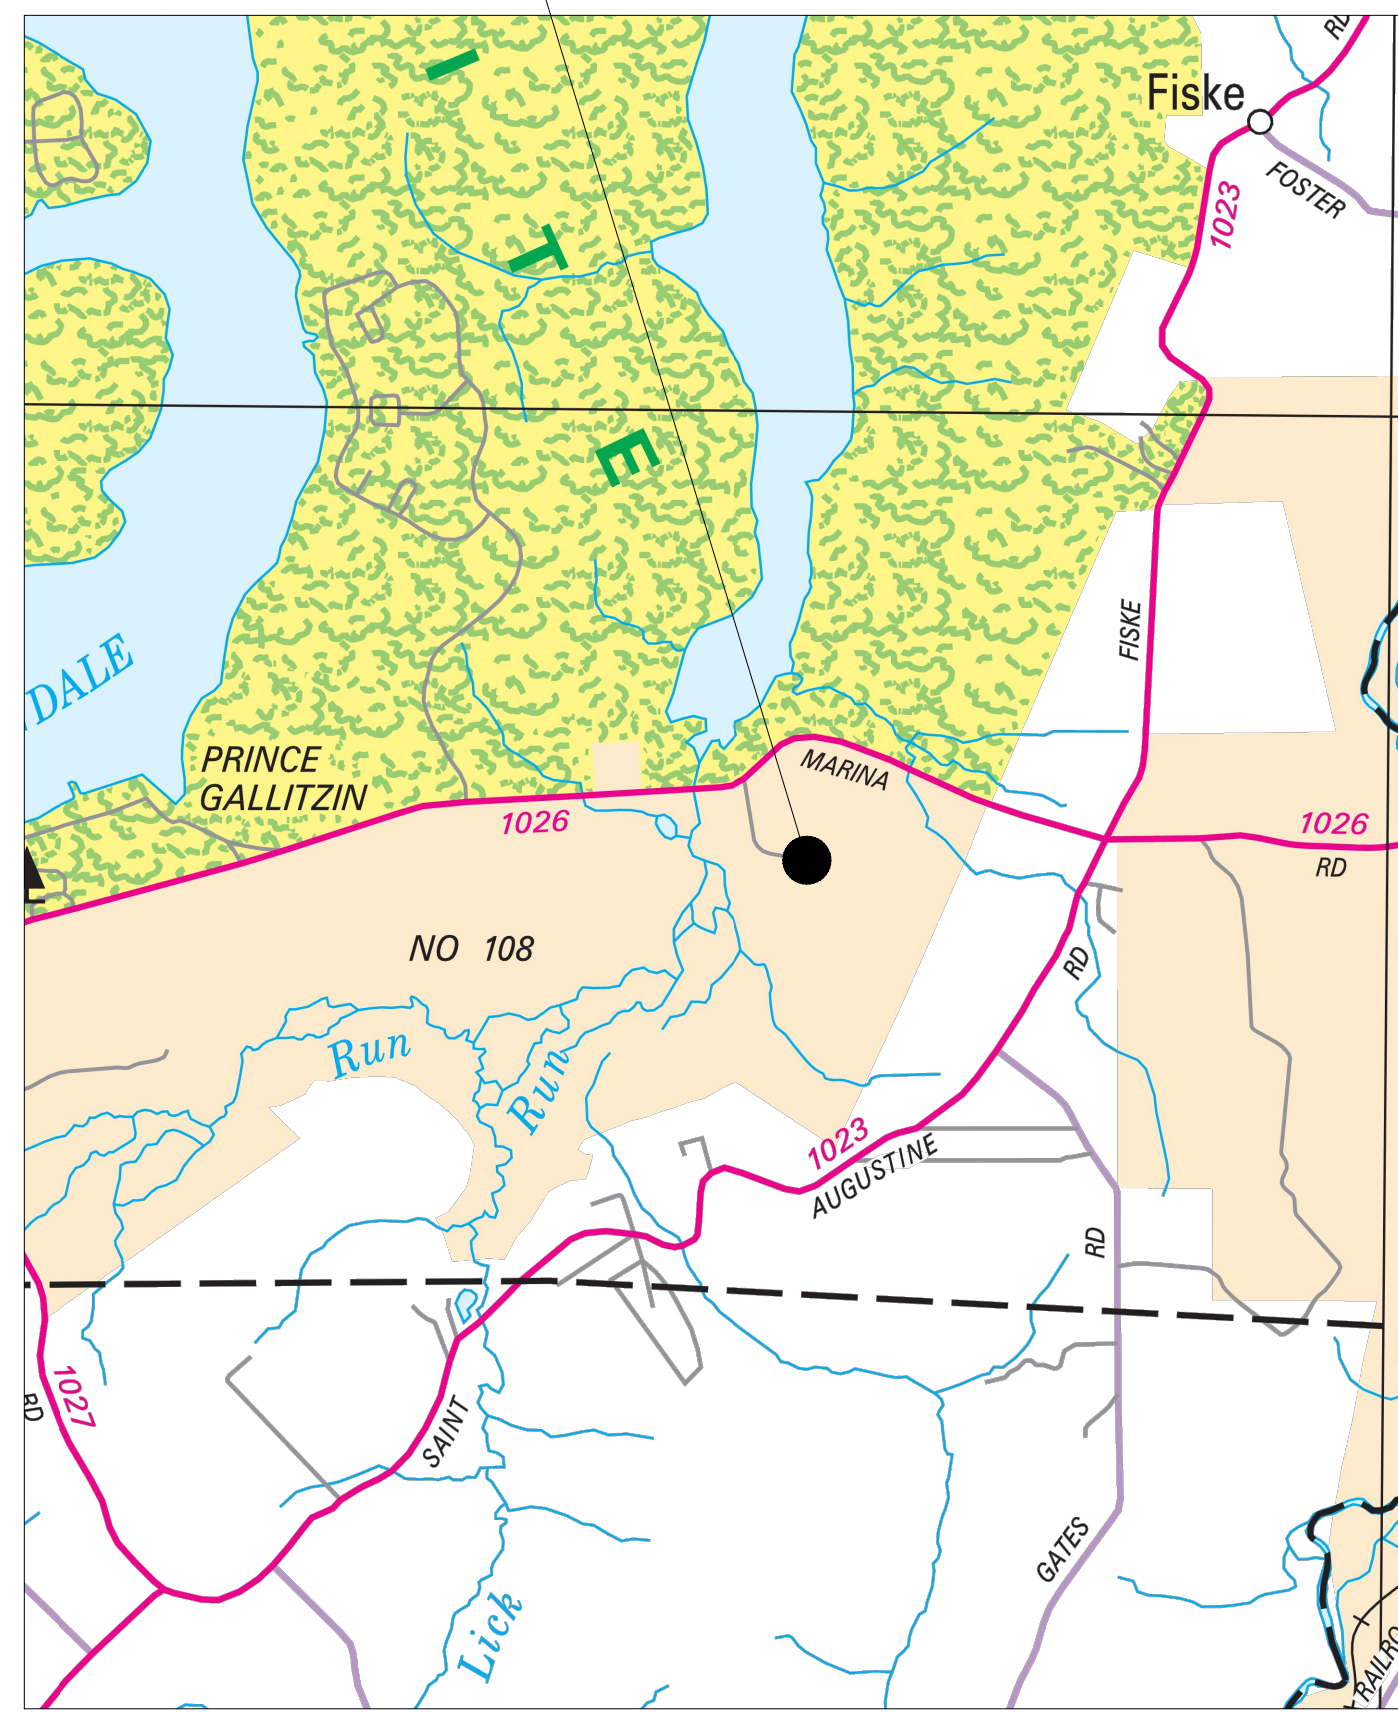 RD
I
Fiske
FOSTER
1023
T
E
FISKE
DALE
PRINCE
GALLITZIN
MARINA
1026
1026
RD
NO 108
RD
Run
Run
1023
AUGUSTINE
RD
1027
RD
SAINT
GATES
Lick
RAILRO